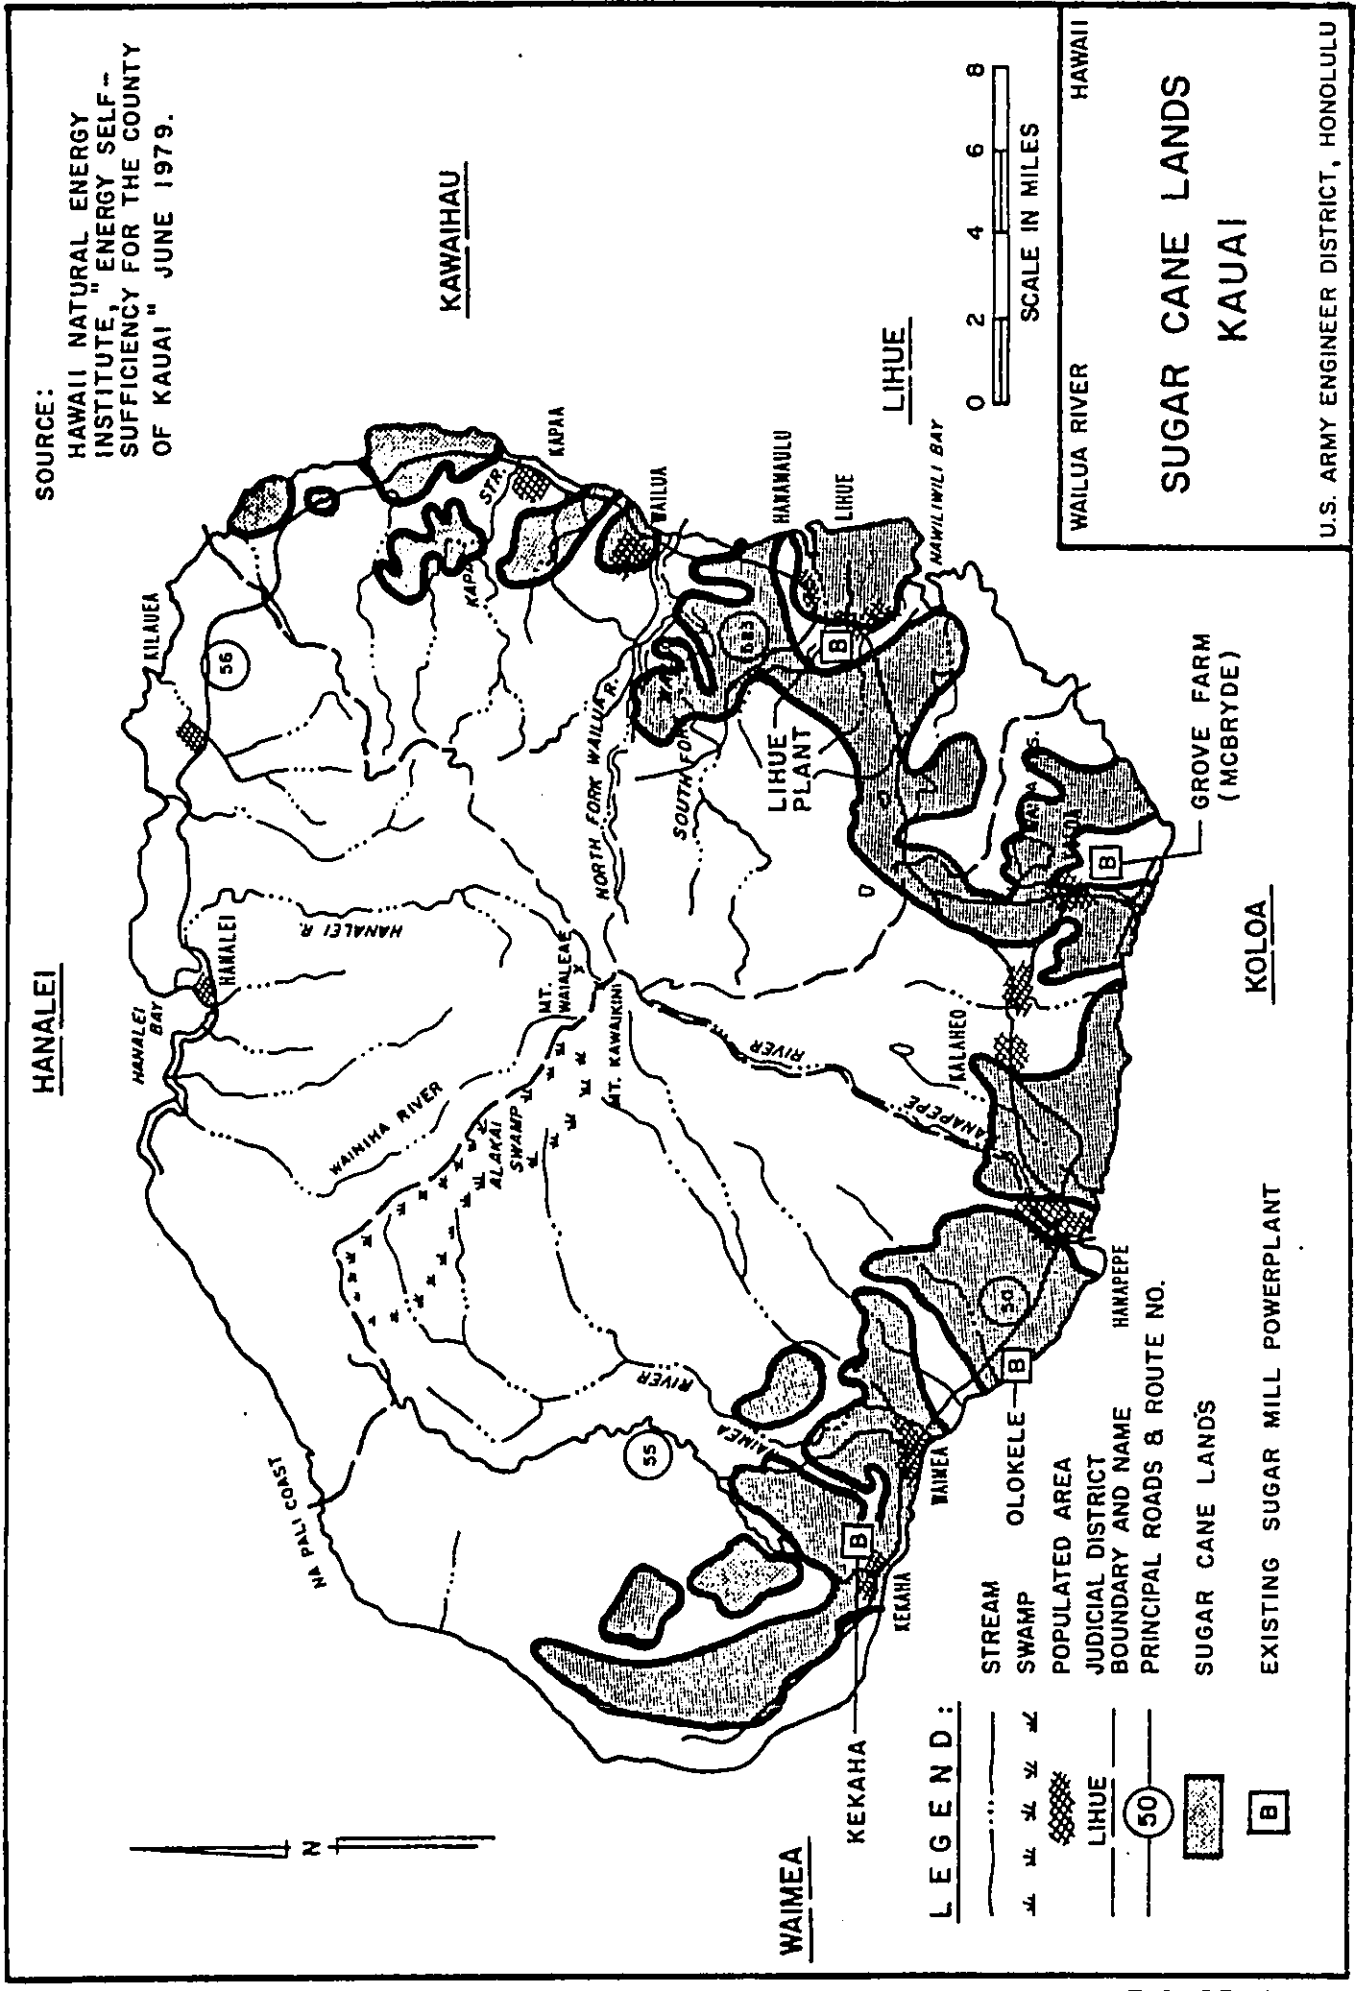 SOURCE:
HAWAII NATURAL ENERGY
INSTITUTE, "ENERGY SELF-
SUFFICIENCY FOR THE COUNTY
OF KAUAI" JUNE 1979.
HANALEI
KAWAIHAU
LIHUE
KOLOA
WAIMEA
N
NA PALI COAST
HANALEI
BAY
HANALEI
KILAUEA
56
HANALEI R.
WAINIHA RIVER
ALAKAI
SWAMP
MT.
WAIALEALE
MT. KAWAIKINI
NORTH FORK WAILUA R.
SOUTH FOR
STR.
KAPAA
WAILUA
HANAMAULU
LIHUE
NAWILIWILI BAY
583
B
LIHUE
PLANT
B
GROVE FARM
(MCBRYDE)
KALAHEO
RIVER
HANAPEPE
50
B
OLOKELE
RIVER
WAIMEA
55
WAIMEA
B
KEKAHA
KEKAHA
LEGEND:
STREAM
SWAMP
POPULATED AREA
LIHUE
JUDICIAL DISTRICT
BOUNDARY AND NAME
50
PRINCIPAL ROADS & ROUTE NO.
SUGAR CANE LANDS
B
EXISTING SUGAR MILL POWERPLANT
0 2 4 6 8
SCALE IN MILES
WAILUA RIVER HAWAII
SUGAR CANE LANDS
KAUAI
U.S. ARMY ENGINEER DISTRICT, HONOLULU